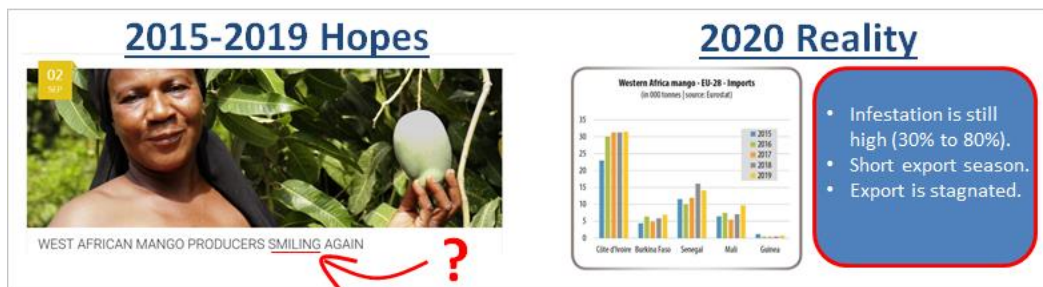 2015-2019 Hopes
02
SEP
WEST AFRICAN MANGO PRODUCERS SMILING AGAIN
?
2020 Reality
Western Africa mango - EU-28 - Imports
(in 000 tonnes | source: Eurostat)
35
30
25
20
15
10
5
0
2015
2016
2017
2018
2019
Côte d'Ivoire Burkina Faso Senegal Mali Guinea
• Infestation is still
high (30% to 80%).
• Short export season.
• Export is stagnated.